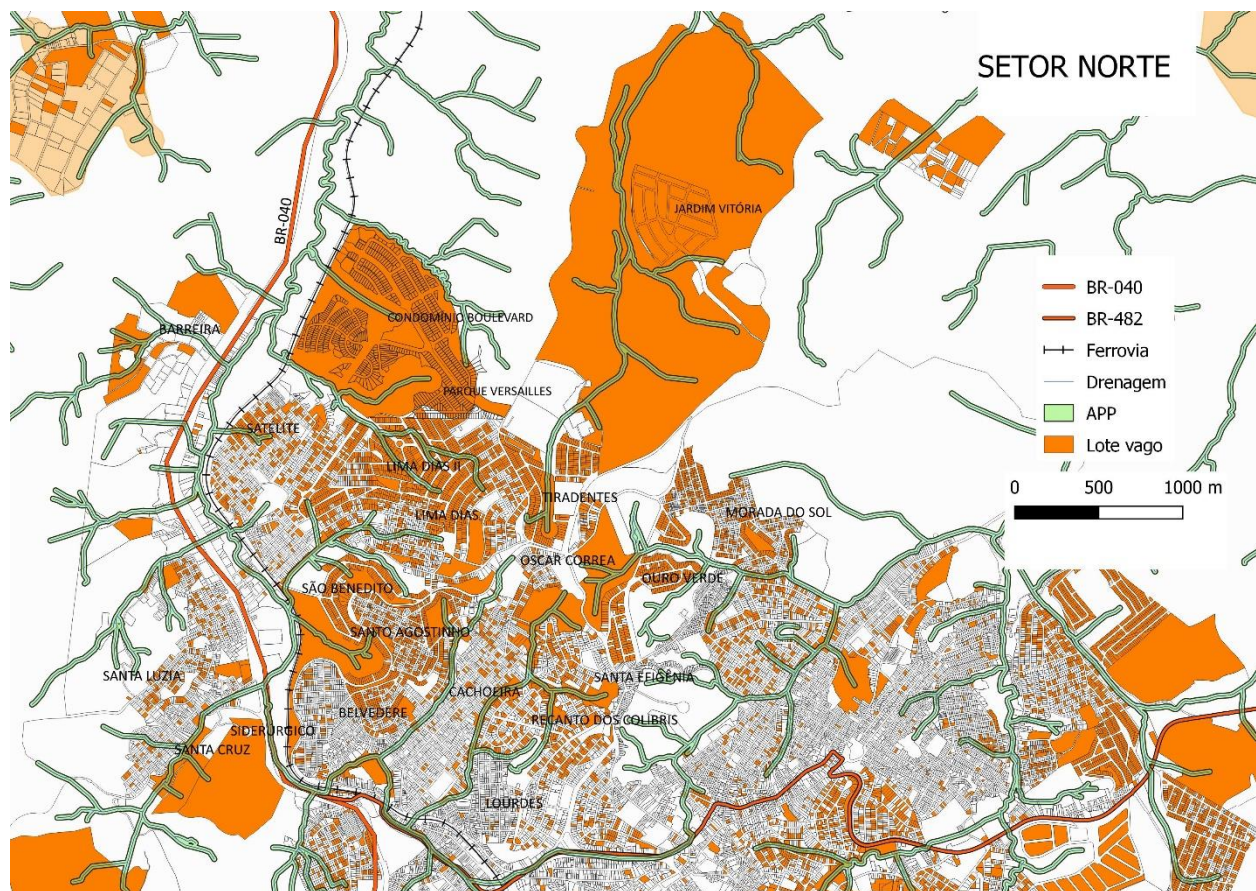 SETOR NORTE
JARDIM VITÓRIA
BR-040
CONDOMÍNIO BOULEVARD
BARREIRA
PARQUE VERSAILLES
SATELITE
LIMA DIAS II
TIRADENTES
LIMA DIAS
MORADA DO SOL
OSCAR CORREA
OURO VERDE
SÃO BENEDITO
SANTO AGOSTINHO
SANTA LUZIA
SANTA EFIGENIA
CACHOEIRA
BELVEDERE
RECANTO DOS COLIBRIS
SIDERURGICO
SANTA CRUZ
LOURDES
BR-040
BR-482
Ferrovia
Drenagem
APP
Lote vago
0 500 1000 m